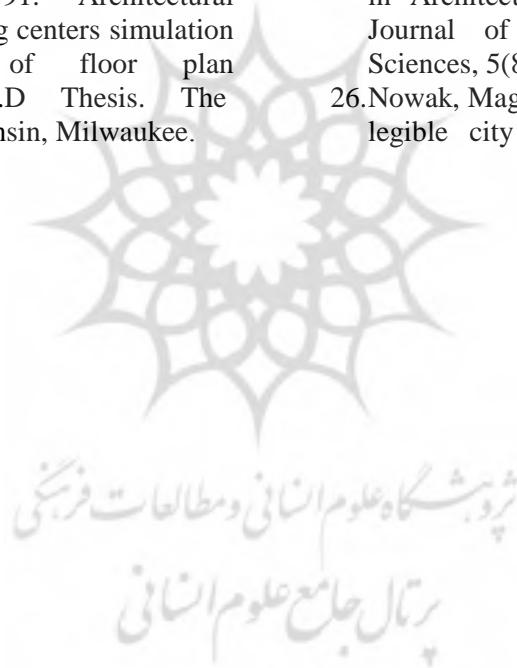 91. Architectural
g centers simulation
of floor plan
.D Thesis. The
nsin, Milwaukee.
in Architect
Journal of
Sciences, 5(8
26.Nowak, Mag
legible city
پژوهشگاه علوم انسانی و مطالعات فرهنگی
پرتال جامع علوم انسانی